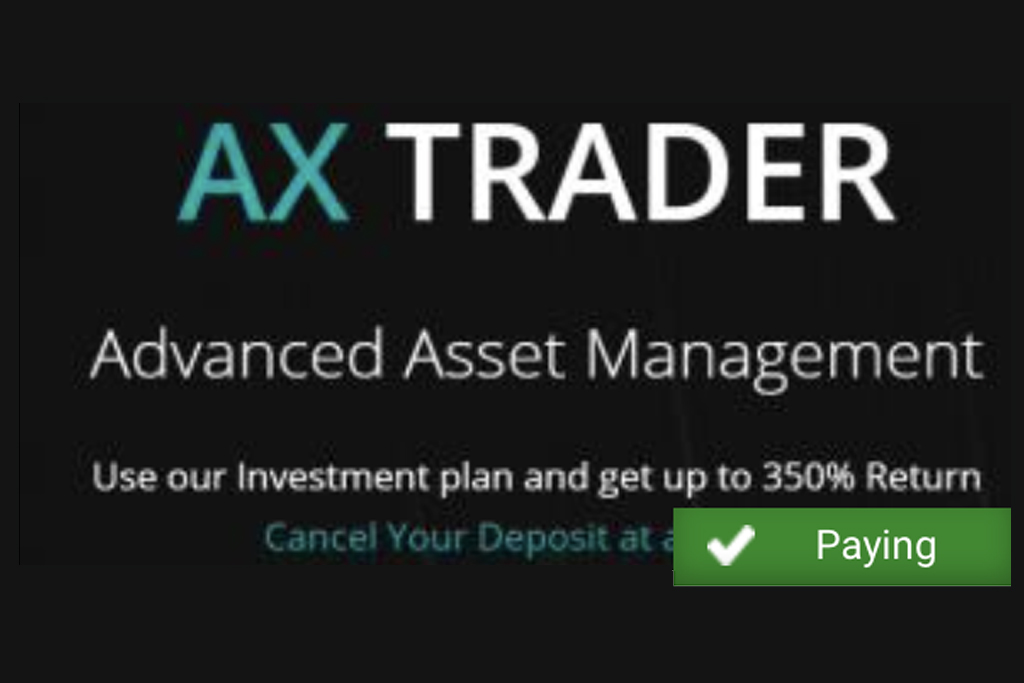 AX TRADER
Advanced Asset Management
Use our Investment plan and get up to 350% Return
Cancel Your Deposit at
Paying